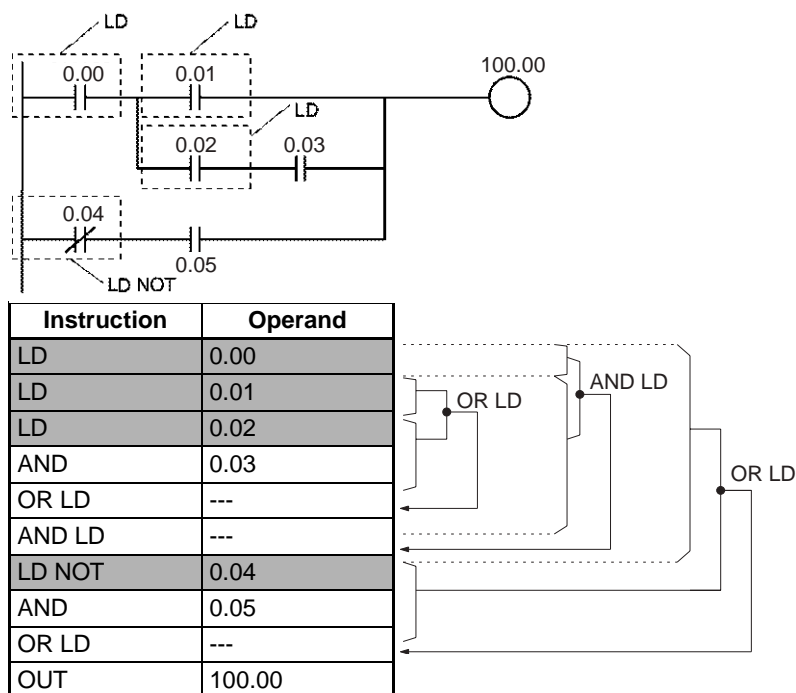 LD LD
0.00 0.01 100.00
LD
0.02 0.03
0.04
0.05
LD NOT
Instruction Operand
LD 0.00
LD 0.01
LD 0.02
AND 0.03
OR LD ---
AND LD ---
LD NOT 0.04
AND 0.05
OR LD ---
OUT 100.00
AND LD
OR LD
OR LD